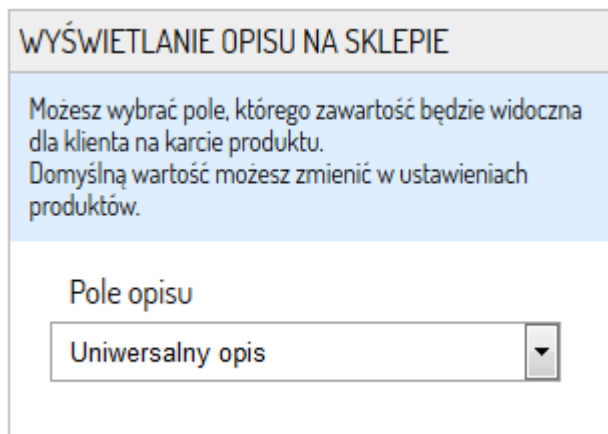 WYŚWIETLANIE OPISU NA SKLEPIE
Możesz wybrać pole, którego zawartość będzie widoczna
dla klienta na karcie produktu.
Domyślną wartość możesz zmienić w ustawieniach
produktów.
Pole opisu
Uniwersalny opis